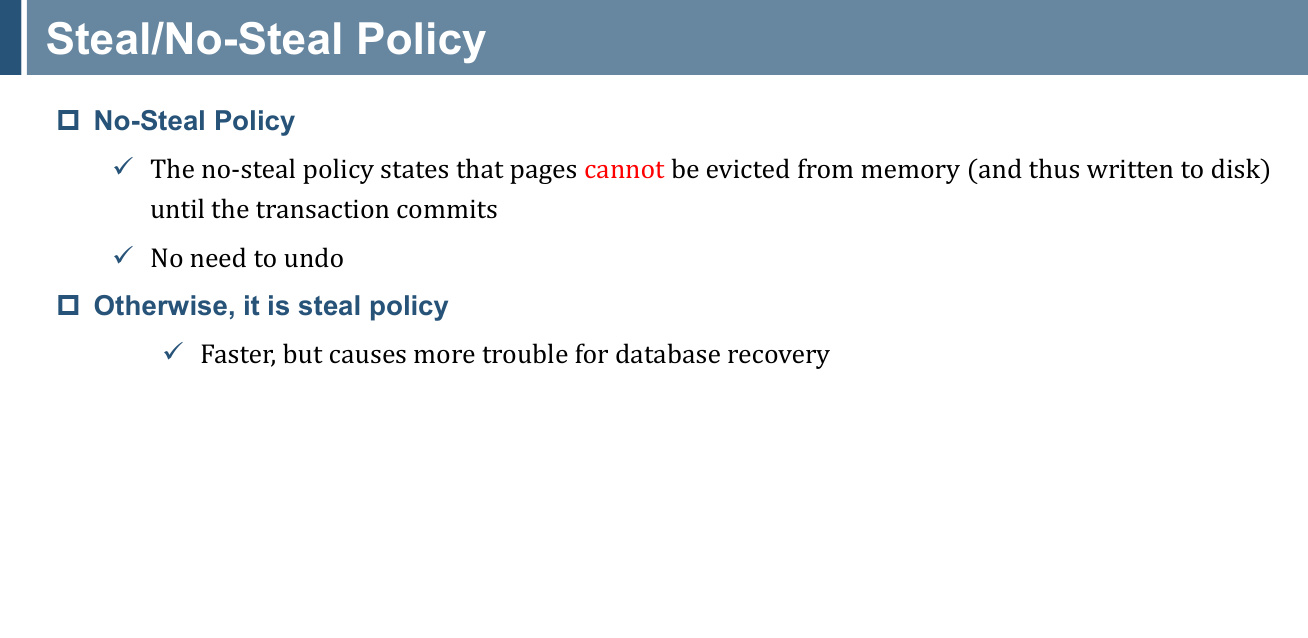 Steal/No-Steal Policy
No-Steal Policy
The no-steal policy states that pages cannot be evicted from memory (and thus written to disk)
until the transaction commits
No need to undo
Otherwise, it is steal policy
Faster, but causes more trouble for database recovery